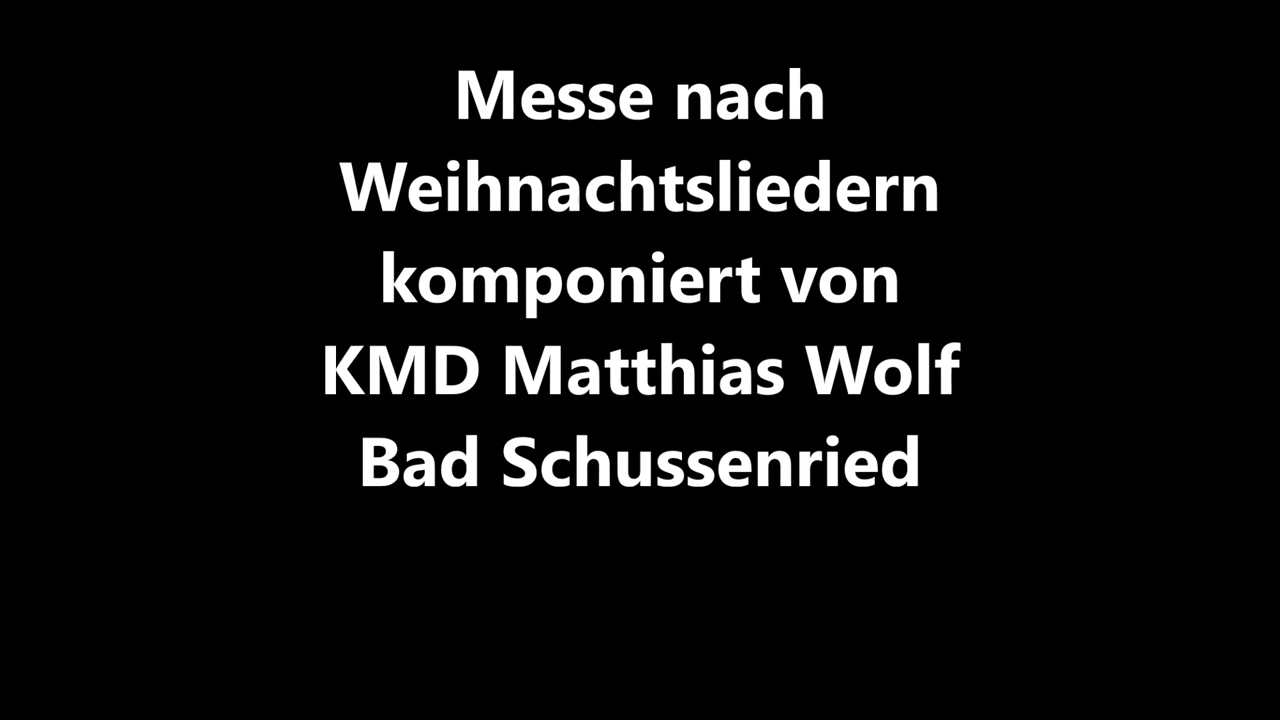 Messe nach
Weihnachtsliedern
komponiert von
KMD Matthias Wolf
Bad Schussenried